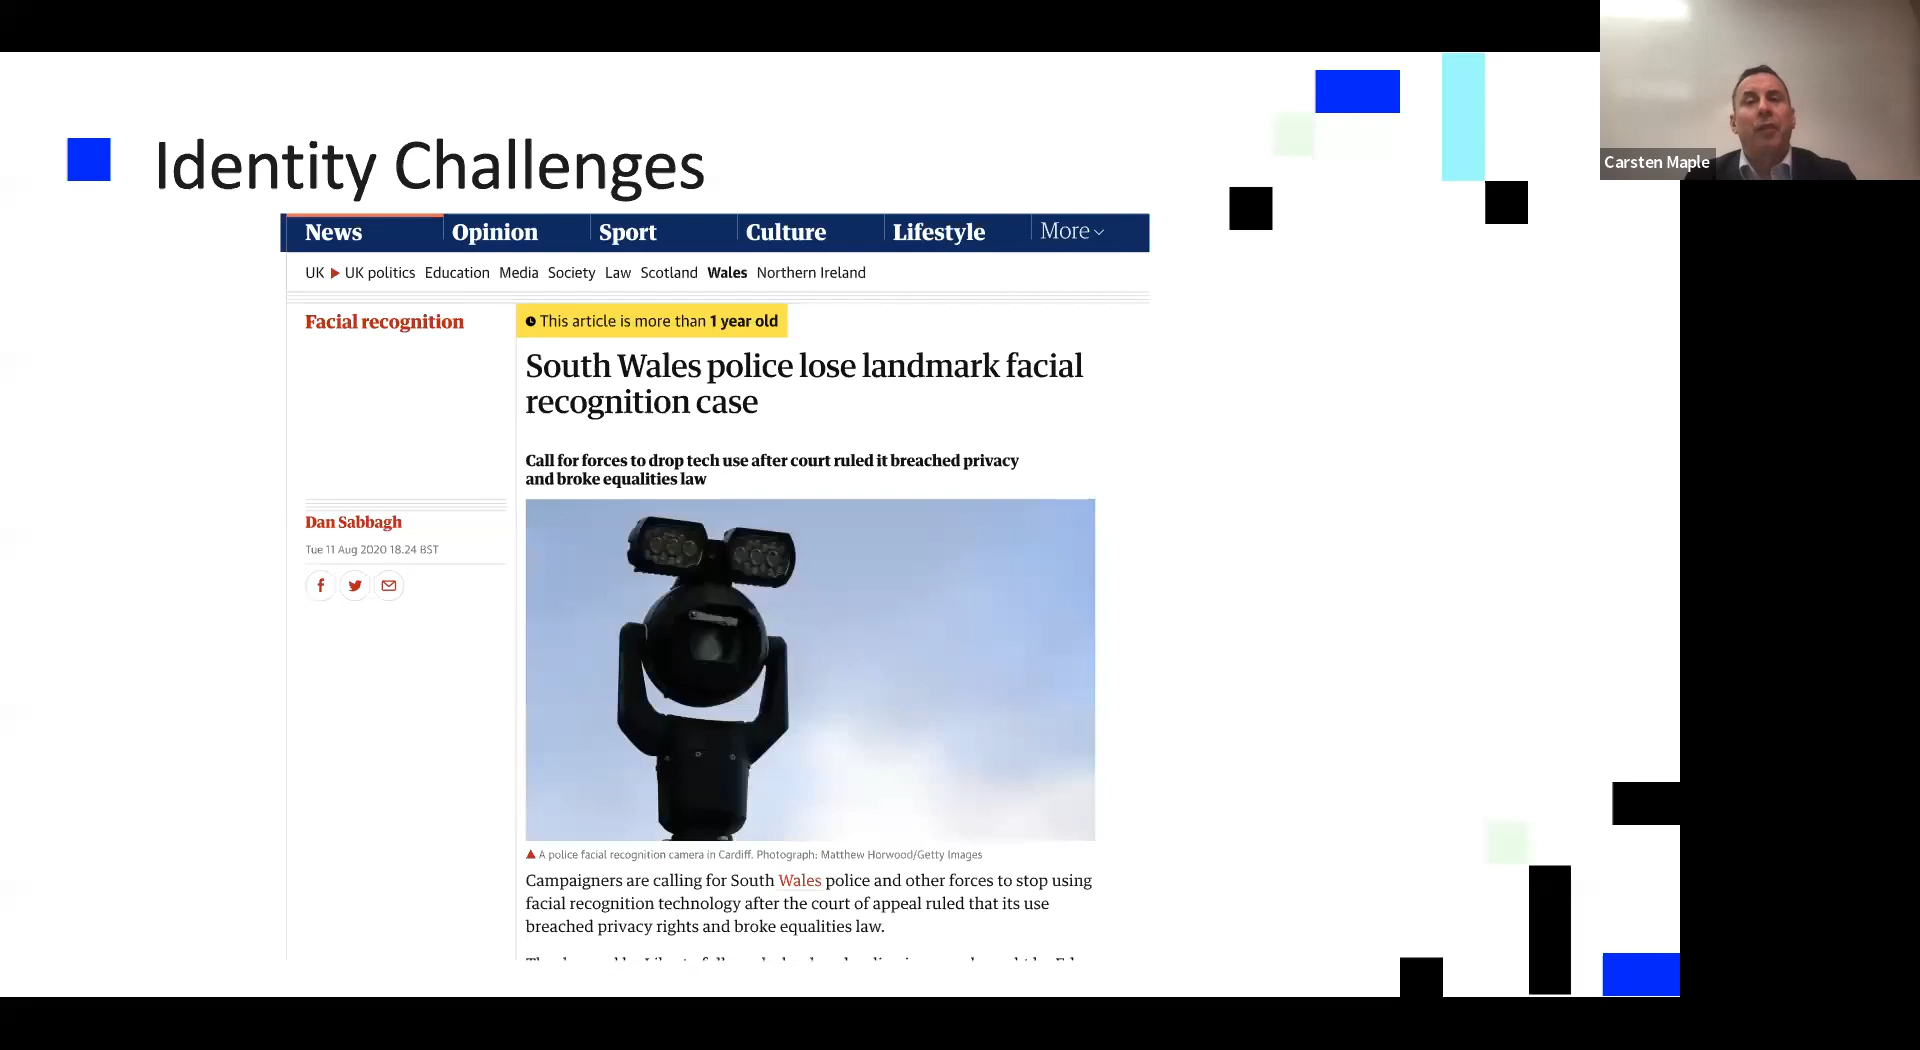 Carsten Maple
Identity Challenges
News Opinion Sport Culture Lifestyle More
UK UK politics Education Media Society Law Scotland Wales Northern Ireland
Facial recognition
This article is more than 1 year old
South Wales police lose landmark facial
recognition case
Call for forces to drop tech use after court ruled it breached privacy
and broke equalities law
Dan Sabbagh
Tue 11 Aug 2020 18.24 BST
A police facial recognition camera in Cardiff. Photograph: Matthew Horwood/Getty Images
Campaigners are calling for South Wales police and other forces to stop using
facial recognition technology after the court of appeal ruled that its use
breached privacy rights and broke equalities law.